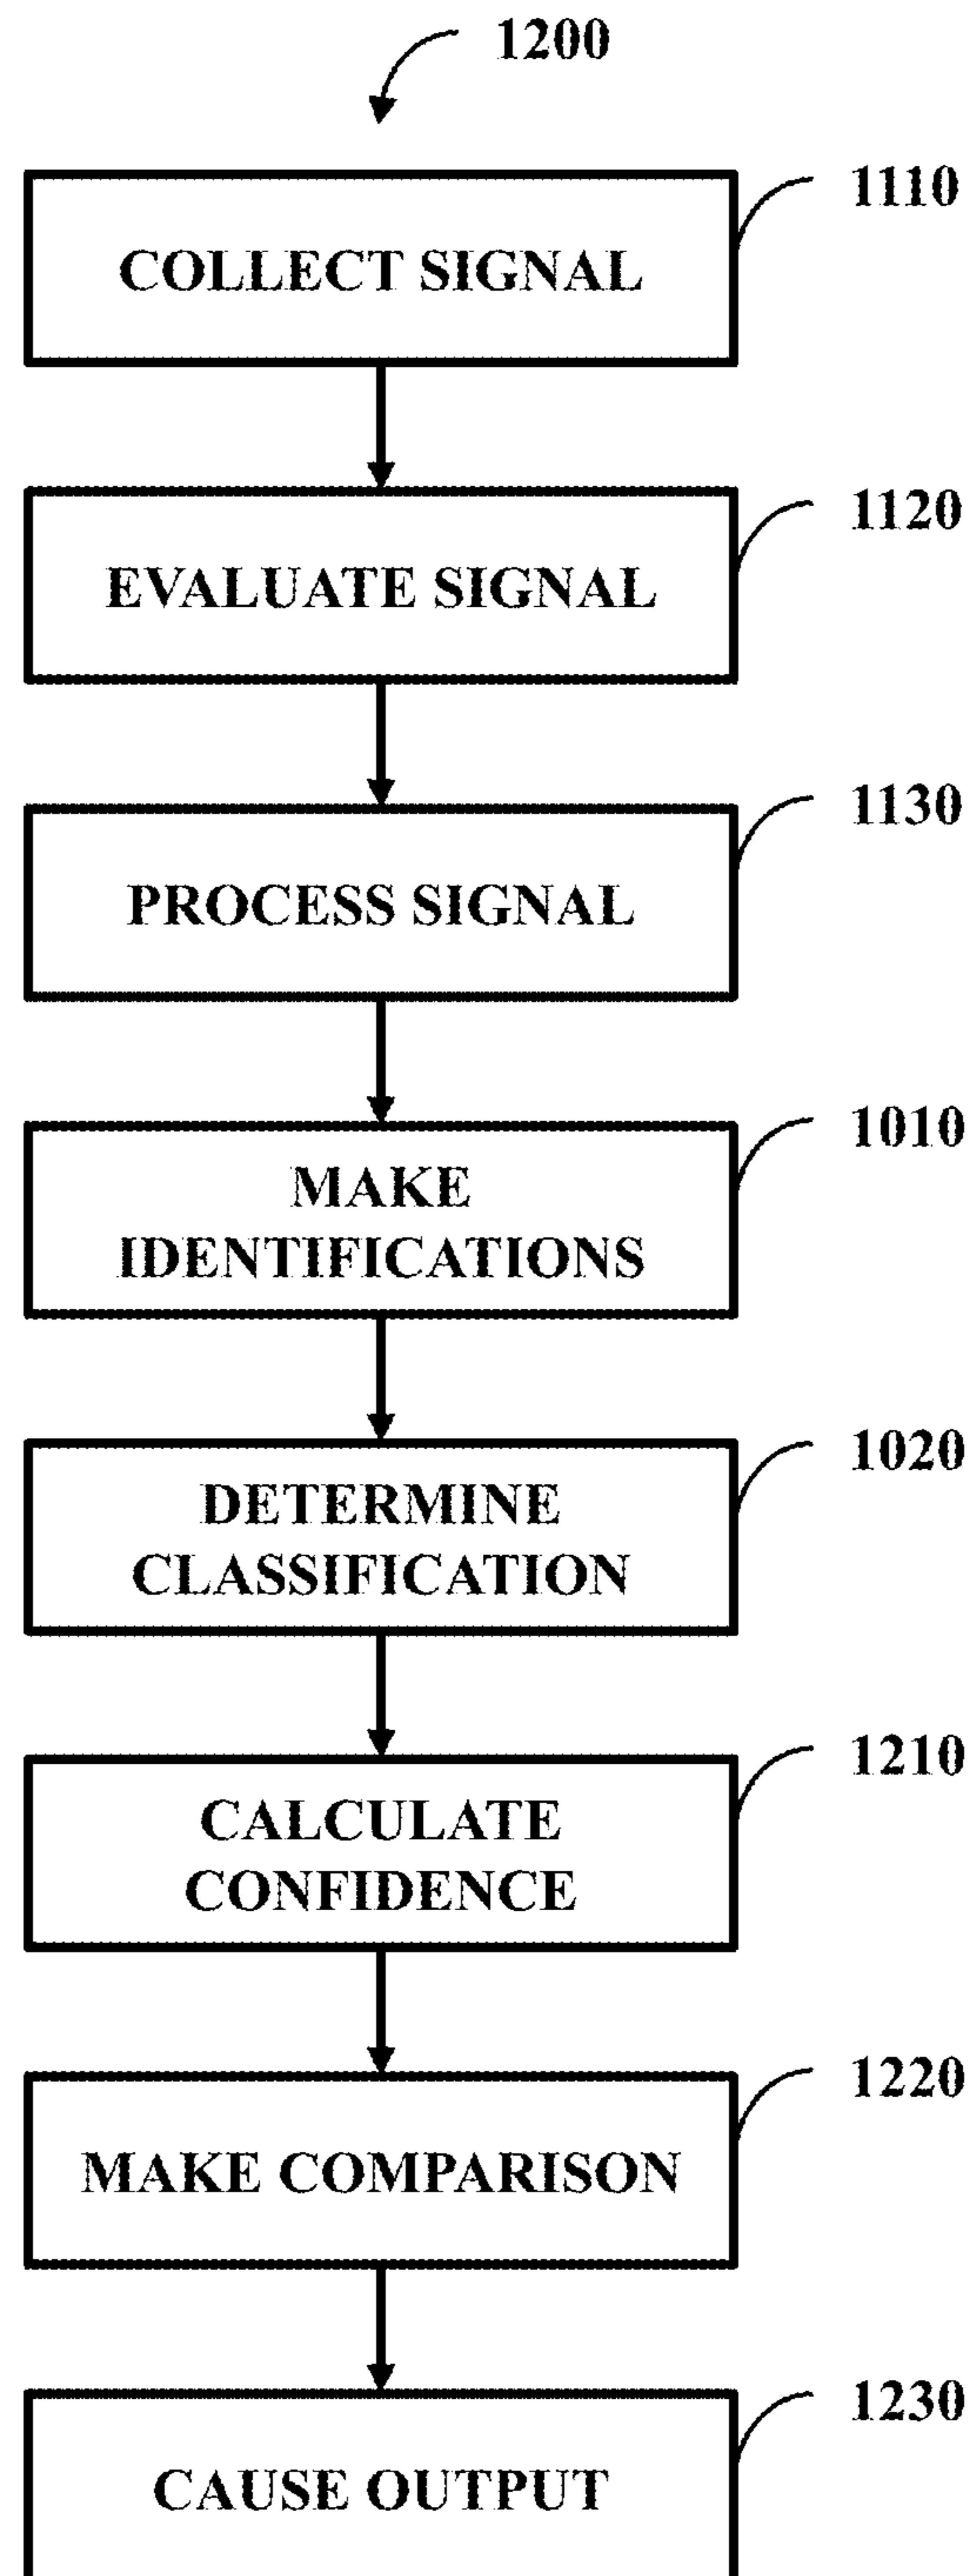 1200
1110
COLLECT SIGNAL
1120
EVALUATE SIGNAL
1130
PROCESS SIGNAL
1010
MAKE
IDENTIFICATIONS
1020
DETERMINE
CLASSIFICATION
1210
CALCULATE
CONFIDENCE
1220
MAKE COMPARISON
1230
CAUSE OUTPUT